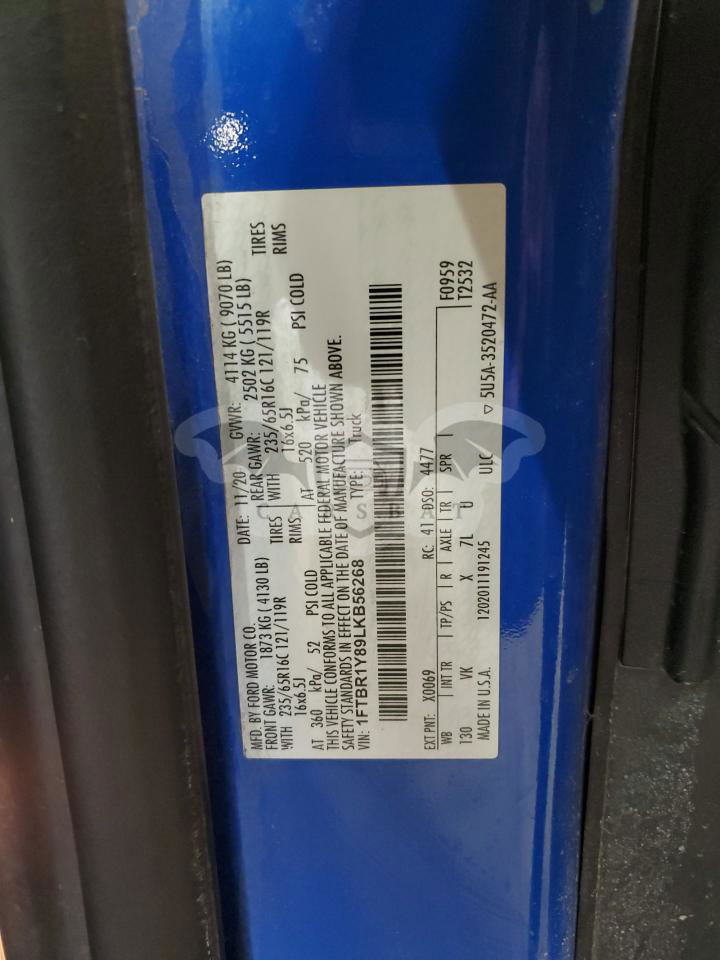 MFD. BY FORD MOTOR CO. DATE: 11/20 GVWR: 4114 KG ( 9070 LB)
FRONT GAWR: 1873 KG ( 4130 LB) REAR GAWR: 2502 KG ( 5515 LB)
WITH 235/65R16C 121/119R TIRES WITH 235/65R16C 121/119R TIRES
16x6.5J RIMS 16x6.5J RIMS
AT 360 kPa/ 52 PSI COLD AT 520 kPa/ 75 PSI COLD
THIS VEHICLE CONFORMS TO ALL APPLICABLE FEDERAL MOTOR VEHICLE
SAFETY STANDARDS IN EFFECT ON THE DATE OF MANUFACTURE SHOWN ABOVE.
VIN: 1FTBR1Y89LKB56268 TYPE: Truck
CARSBAT
EXT PNT: X0069 RC: 41 DSO: 4477 F0959
WB INT TR TP/PS R AXLE TR SPR T2532
130 VK X 7L U
MADE IN U.S.A. 1202011191245 ULC ▽ 5U5A-3520472-AA